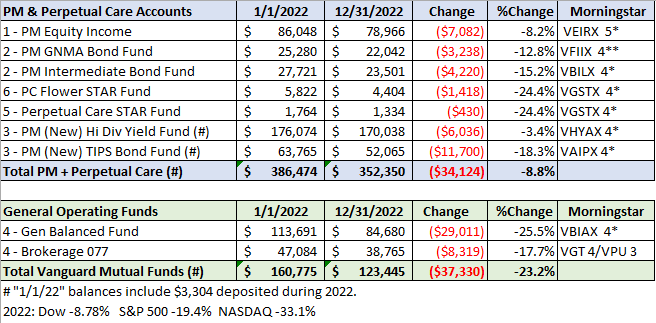 PM & Perpetual Care Accounts 1/1/2022 12/31/2022 Change %Change Morningstar
1 - PM Equity Income $ 86,048 $ 78,966 ($7,082) -8.2% VEIRX 5*
2 - PM GNMA Bond Fund $ 25,280 $ 22,042 ($3,238) -12.8% VFIIX 4**
2 - PM Intermediate Bond Fund $ 27,721 $ 23,501 ($4,220) -15.2% VBILX 4*
6 - PC Flower STAR Fund $ 5,822 $ 4,404 ($1,418) -24.4% VGSTX 4*
5 - Perpetual Care STAR Fund $ 1,764 $ 1,334 ($430) -24.4% VGSTX 4*
3 - PM (New) Hi Div Yield Fund (#) $ 176,074 $ 170,038 ($6,036) -3.4% VHYAX 4*
3 - PM (New) TIPS Bond Fund (#) $ 63,765 $ 52,065 ($11,700) -18.3% VAIPX 4*
Total PM + Perpetual Care (#) $ 386,474 $ 352,350 ($34,124) -8.8%
General Operating Funds 1/1/2022 12/31/2022 Change %Change Morningstar
4 - Gen Balanced Fund $ 113,691 $ 84,680 ($29,011) -25.5% VBIAX 4*
4 - Brokerage 077 $ 47,084 $ 38,765 ($8,319) -17.7% VGT 4/VPU 3
Total Vanguard Mutual Funds (#) $ 160,775 $ 123,445 ($37,330) -23.2%
# "1/1/22" balances include $3,304 deposited during 2022.
2022: Dow -8.78% S&P 500 -19.4% NASDAQ -33.1%